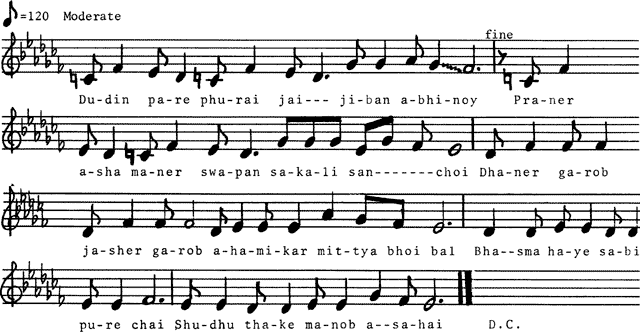 =120 Moderate
fine
Du-din pa-re phu-rai jai--- ji-ban a-bhi-noy Pra-ner
a-sha ma-ner swa-pan sa-ka-li san-------choi Dha-ner ga-rob
ja-sher ga-rob a-ha-mi-kar mit-tya bhoi bal Bha--sma ha-ye sa-bi
pu-re chai Shu-dhu tha-ke ma-nob a--sa-hai D.C.